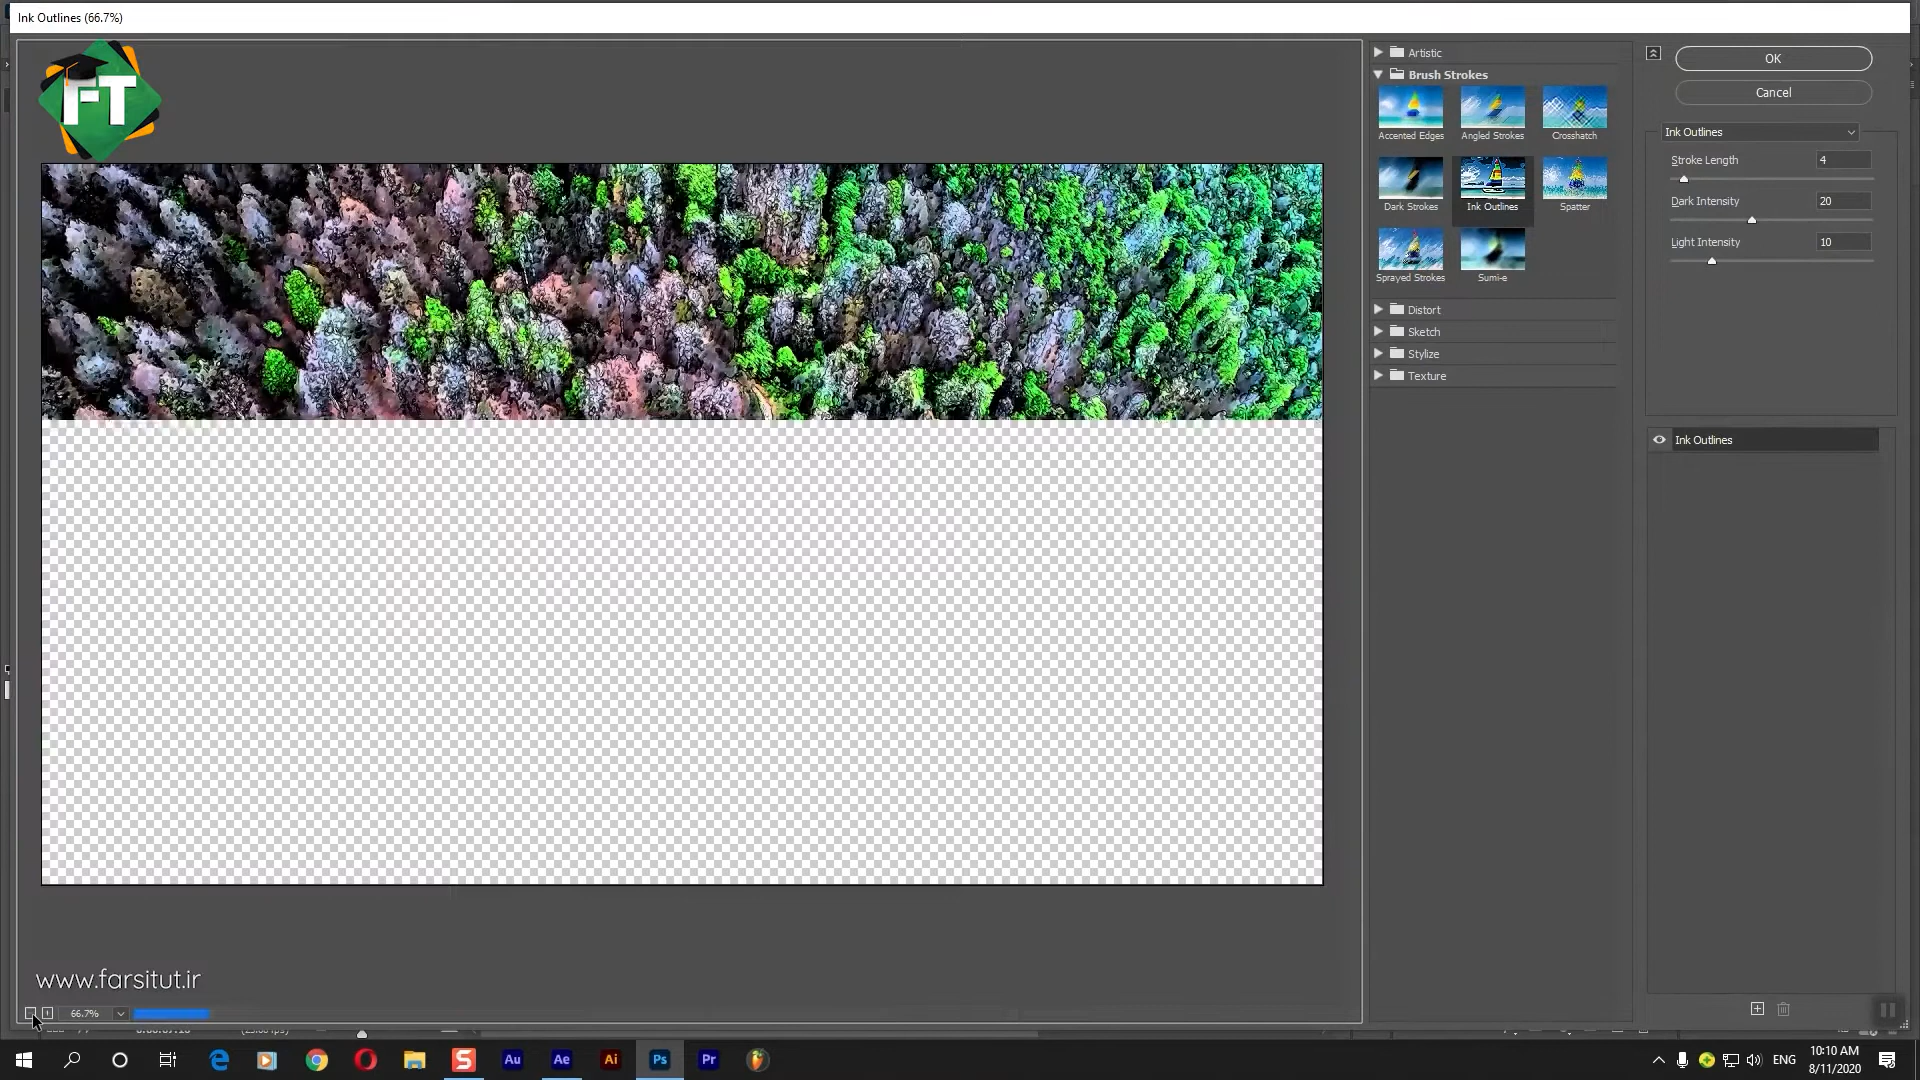 Ink Outlines (66.7%)
FT
Artistic
Brush Strokes
Accented Edges
Angled Strokes
Crosshatch
Dark Strokes
Ink Outlines
Spatter
Sprayed Strokes
Sumi-e
Distort
Sketch
Stylize
Texture
OK
Cancel
Ink Outlines
Stroke Length 4
Dark Intensity 20
Light Intensity 10
Ink Outlines
www.farsitut.ir
66.7%
S
Au
Ae
Ai
Ps
Pr
ENG
10:10 AM
8/11/2020